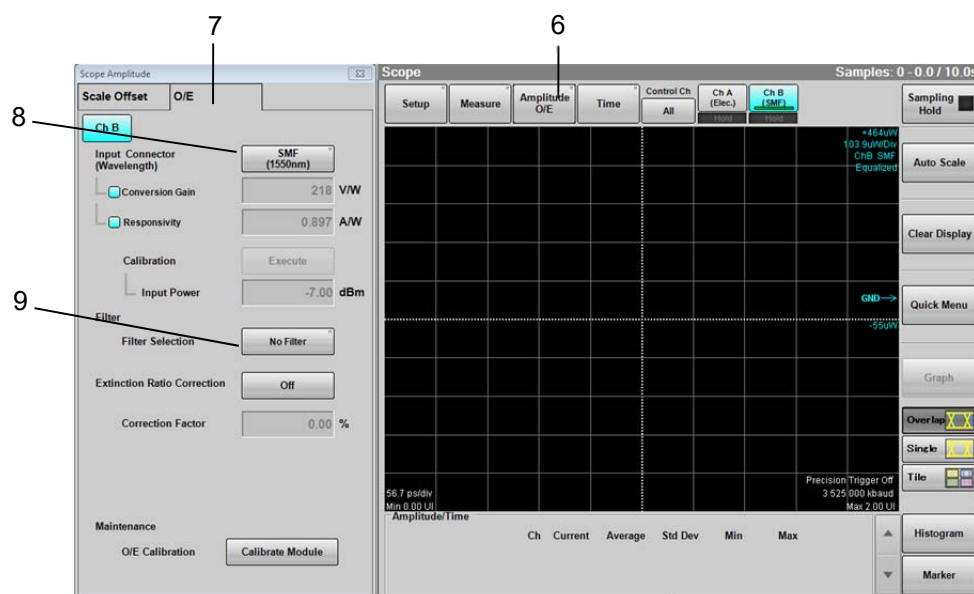 7
6
8
9
Scope Amplitude
Scale Offset
O/E
Ch B
Input Connector
(Wavelength)
SMF
(1550nm)
Conversion Gain
218 V/W
Responsivity
0.897 A/W
Calibration
Execute
Input Power
-7.00 dBm
Filter
Filter Selection
No Filter
Extinction Ratio Correction
Off
Correction Factor
0.00 %
Maintenance
O/E Calibration
Calibrate Module
Scope
Samples: 0 - 0.0 / 10.0s
Setup
Measure
Amplitude
O/E
Time
Control Ch
All
Ch A
(Elec.)
Hold
Ch B
(SMF)
Hold
Sampling
Hold
+464uW
103.9uW/Div
ChB SMF
Equalized
GND
-55uW
56.7 ps/div
Min 0.00 UI
Precision Trigger Off
3 525 000 kbaud
Max 2.00 UI
Amplitude/Time
Ch Current Average Std Dev Min Max
Auto Scale
Clear Display
Quick Menu
Graph
Overlap
Single
Tile
Histogram
Marker